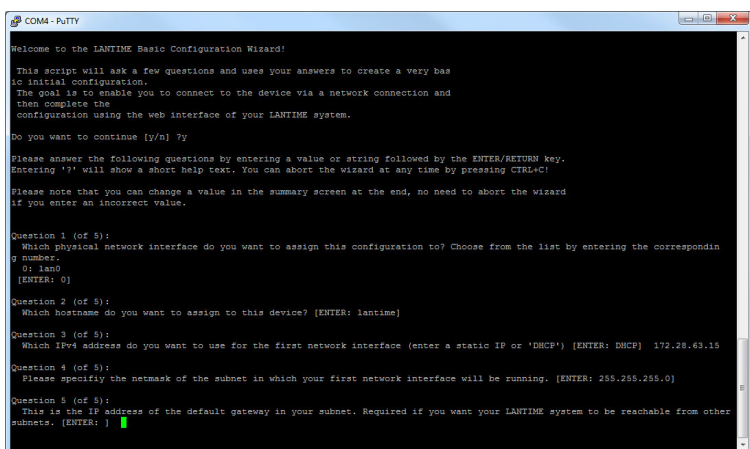 COM4 - PuTTY
Welcome to the LANTIME Basic Configuration Wizard!
This script will ask a few questions and uses your answers to create a very bas
ic initial configuration.
The goal is to enable you to connect to the device via a network connection and
then complete the
configuration using the web interface of your LANTIME system.
Do you want to continue [y/n] ?y
Please answer the following questions by entering a value or string followed by the ENTER/RETURN key.
Entering '?' will show a short help text. You can abort the wizard at any time by pressing CTRL+C!
Please note that you can change a value in the summary screen at the end, no need to abort the wizard
if you enter an incorrect value.
Question 1 (of 5):
Which physical network interface do you want to assign this configuration to? Choose from the list by entering the correspondin
g number.
0: lan0
[ENTER: 0]
Question 2 (of 5):
Which hostname do you want to assign to this device? [ENTER: lantime]
Question 3 (of 5):
Which IPv4 address do you want to use for the first network interface (enter a static IP or 'DHCP') [ENTER: DHCP] 172.28.63.15
Question 4 (of 5):
Please specifiy the netmask of the subnet in which your first network interface will be running. [ENTER: 255.255.255.0]
Question 5 (of 5):
This is the IP address of the default gateway in your subnet. Required if you want your LANTIME system to be reachable from other
subnets. [ENTER: ]